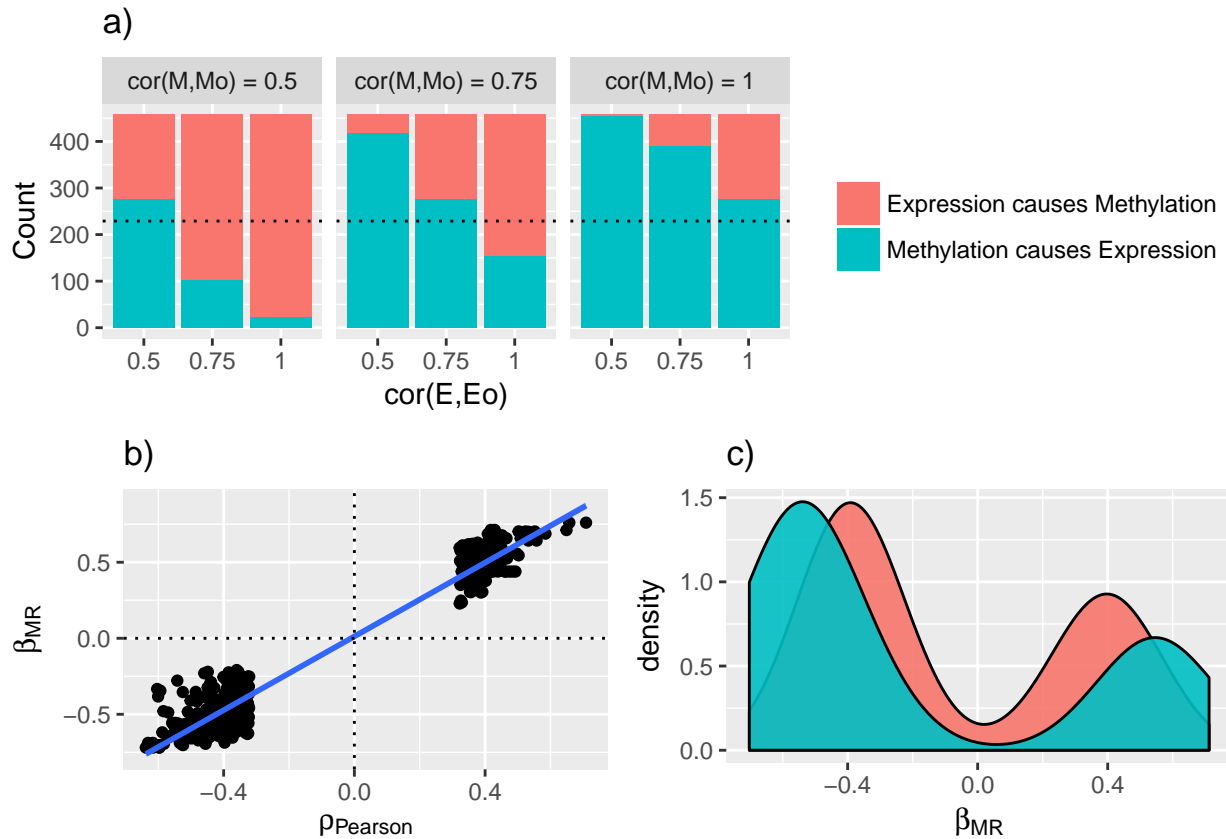 a)
cor(M,Mo) = 0.5
cor(M,Mo) = 0.75
cor(M,Mo) = 1
Count
400
300
200
100
0
0.5 0.75 1
0.5 0.75 1
0.5 0.75 1
cor(E,Eo)
Expression causes Methylation
Methylation causes Expression
b)
βMR
0.5
0.0
−0.5
−0.4 0.0 0.4
ρPearson
c)
density
1.5
1.0
0.5
0.0
−0.4 0.0 0.4
βMR